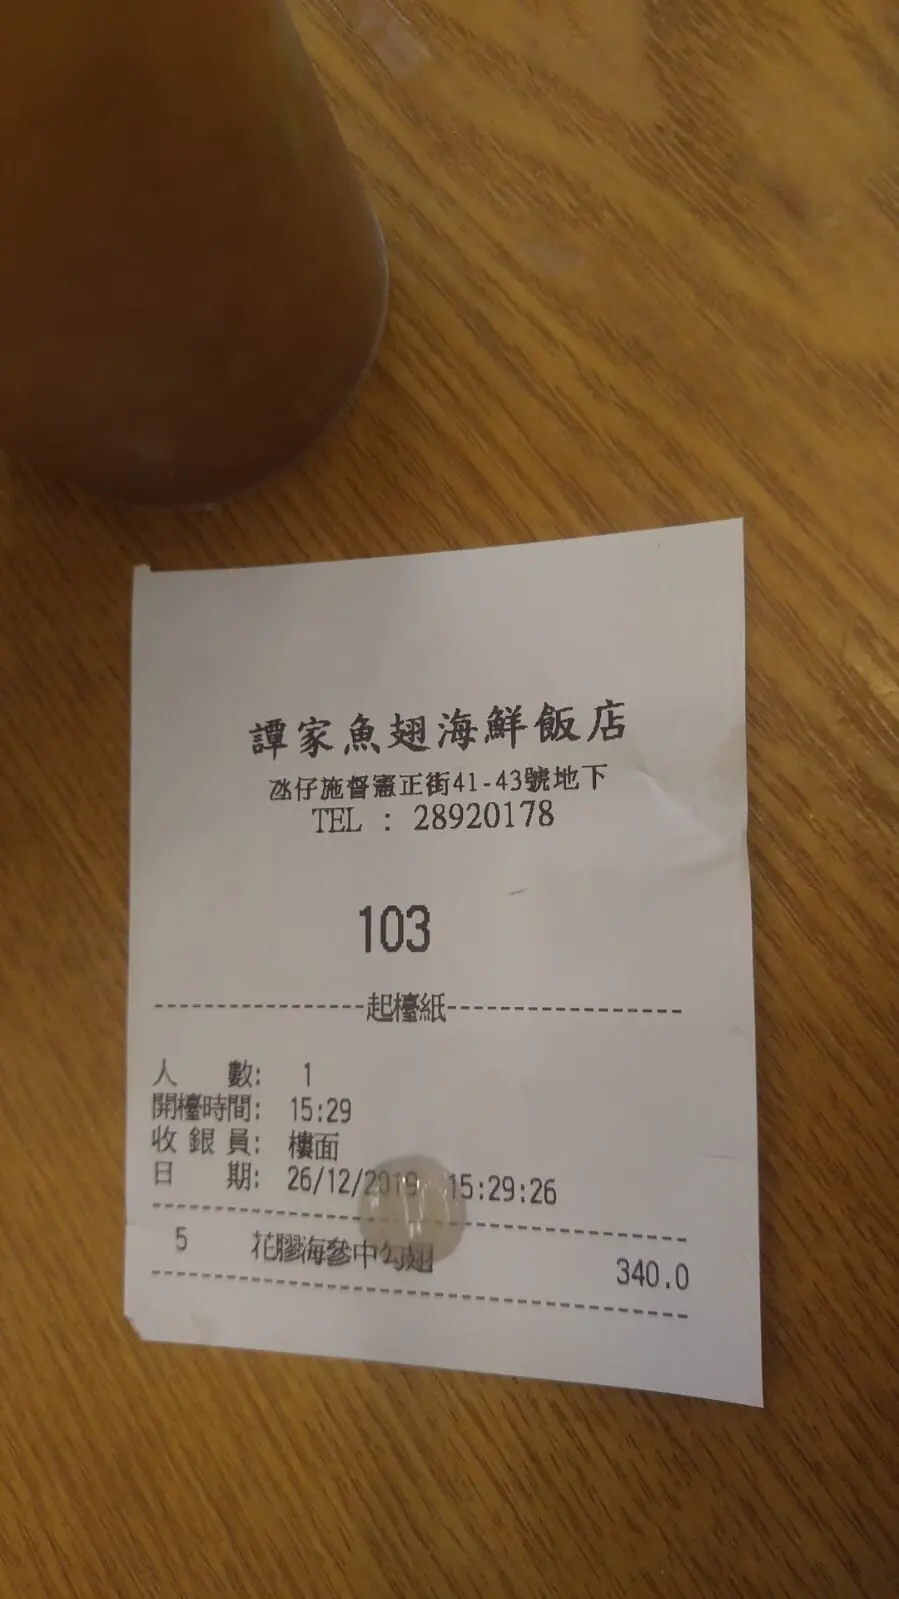 譚家魚翅海鮮飯店
氹仔施督憲正街41-43號地下
TEL : 28920178
103
--------------------起檯紙----------------------
人 數: 1
開檯時間: 15:29
收銀員: 樓面
日 期: 26/12/2019 15:29:26
5 花膠海參中勾翅 340.0